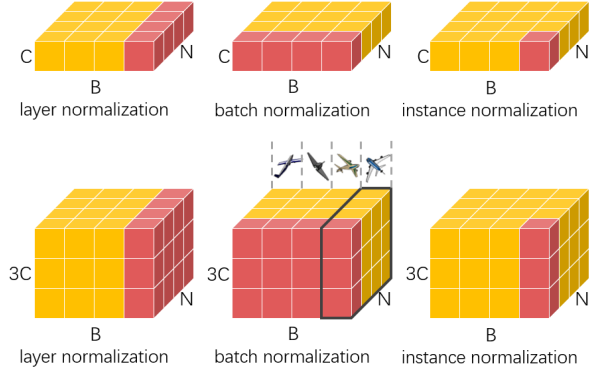 C N C N C N
B B B
layer normalization batch normalization instance normalization
3C N 3C N 3C N
B B B
layer normalization batch normalization instance normalization